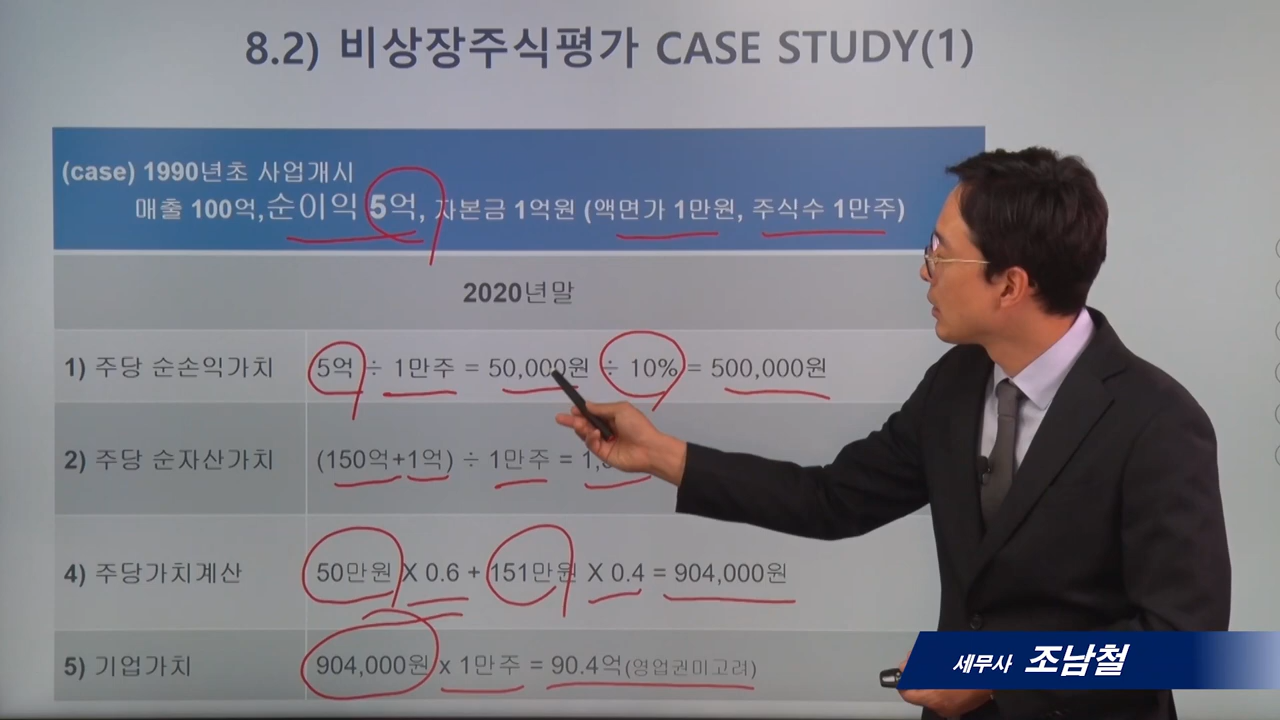 8.2) 비상장주식평가 CASE STUDY(1)
(case) 1990년초 사업개시
매출 100억,순이익 5억, 자본금 1억원 (액면가 1만원, 주식수 1만주)
2020년말
1) 주당 순손익가치 5억 ÷ 1만주 = 50,000원 ÷ 10% = 500,000원
2) 주당 순자산가치 (150억+1억) ÷ 1만주 =
4) 주당가치계산 50만원 X 0.6 + 151만원 X 0.4 = 904,000원
5) 기업가치 904,000원 x 1만주 = 90.4억(영업권미고려)
세무사 조남철